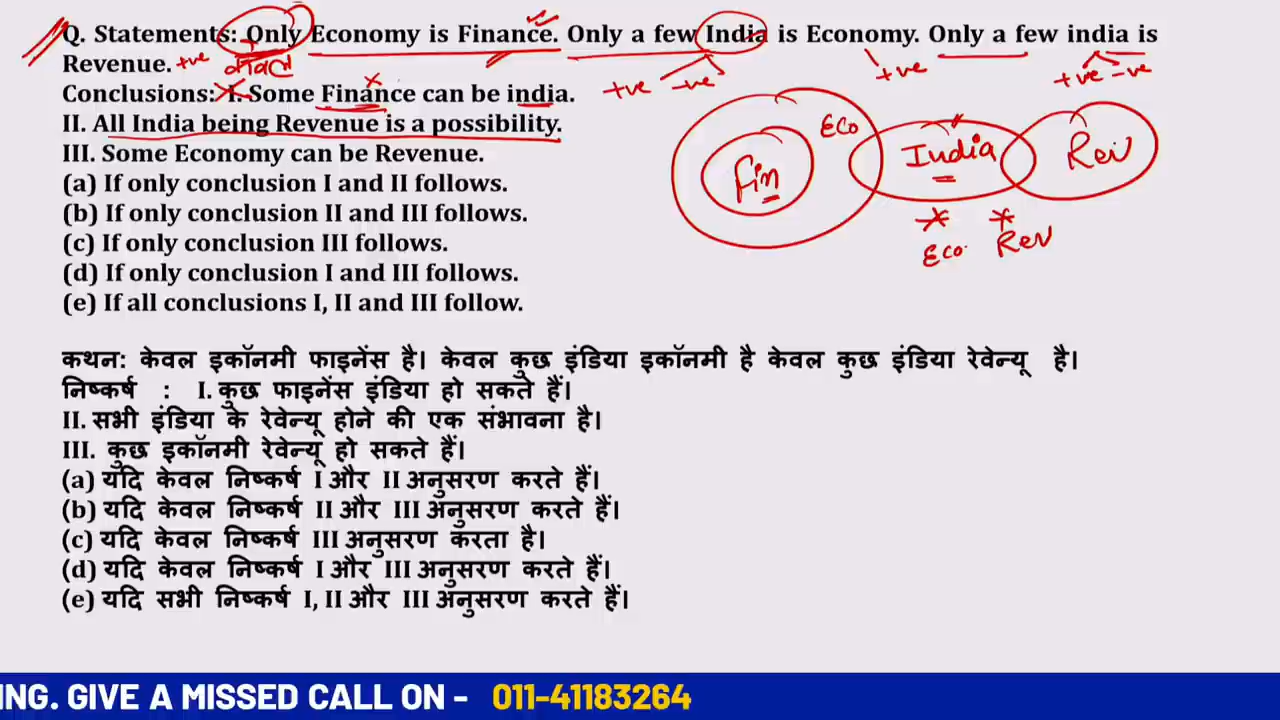 Q. Statements: Only Economy is Finance. Only a few India is Economy. Only a few india is
Revenue. +ve केवल
+ve -ve
+ve
+ve -ve
Conclusions: I. Some Finance can be india.
II. All India being Revenue is a possibility.
III. Some Economy can be Revenue.
(a) If only conclusion I and II follows.
(b) If only conclusion II and III follows.
(c) If only conclusion III follows.
(d) If only conclusion I and III follows.
(e) If all conclusions I, II and III follow.
Eco
Fin
India
Rev
Eco Rev
कथन: केवल इकॉनमी फाइनेंस है। केवल कुछ इंडिया इकॉनमी है केवल कुछ इंडिया रेवेन्यू है।
निष्कर्ष : I. कुछ फाइनेंस इंडिया हो सकते हैं।
II. सभी इंडिया के रेवेन्यू होने की एक संभावना है।
III. कुछ इकॉनमी रेवेन्यू हो सकते हैं।
(a) यदि केवल निष्कर्ष I और II अनुसरण करते हैं।
(b) यदि केवल निष्कर्ष II और III अनुसरण करते हैं।
(c) यदि केवल निष्कर्ष III अनुसरण करता है।
(d) यदि केवल निष्कर्ष I और III अनुसरण करते हैं।
(e) यदि सभी निष्कर्ष I, II और III अनुसरण करते हैं।
ING. GIVE A MISSED CALL ON - 011-41183264